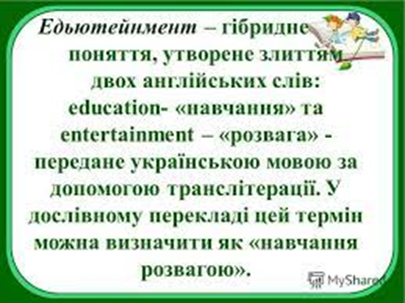 Едьютейнмент – гібридне
поняття, утворене злиттям
двох англійських слів:
education- «навчання» та
entertainment – «розвага» -
передане українською мовою за
допомогою транслітерації. У
дослівному перекладі цей термін
можна визначити як «навчання
розвагою».
MyShared